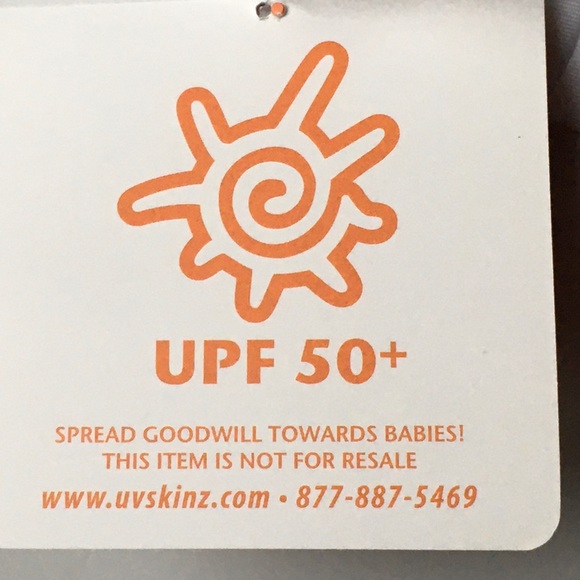 UPF 50+
SPREAD GOODWILL TOWARDS BABIES!
THIS ITEM IS NOT FOR RESALE
www.uvskinz.com • 877-887-5469